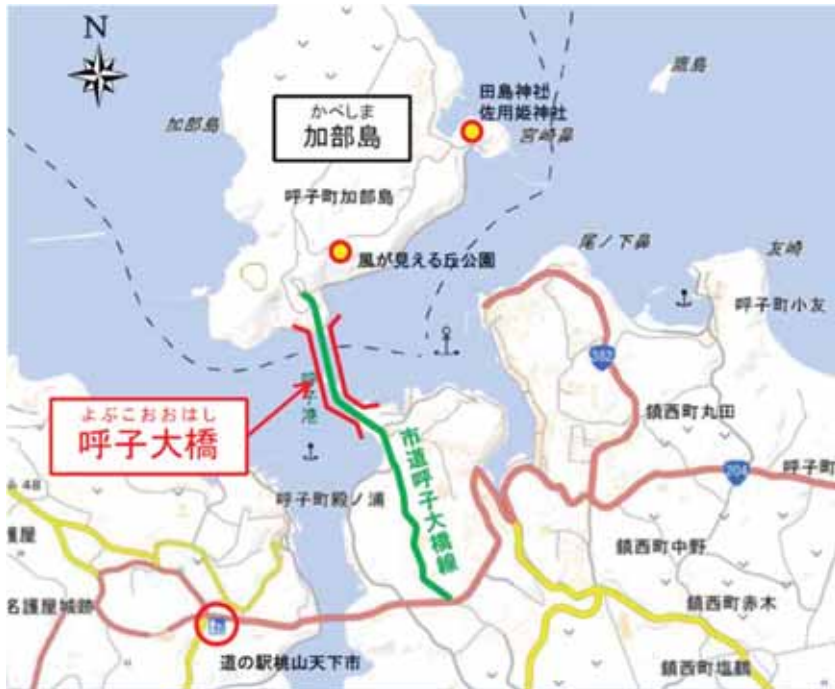 N
鷹島
田島神社
佐用姫神社
宮崎鼻
加部島
かべしま
加部島
呼子町加部島
風が見える丘公園
尾ノ下鼻
友崎
呼子町小友
382
よぶこおおはし
呼子大橋
呼子港
市道呼子大橋線
鎮西町丸田
204
呼子町
48
呼子町殿ノ浦
護屋
鎮西町中野
名護屋城跡
鎮西町赤木
道の駅桃山天下市
鎮西町塩鶴